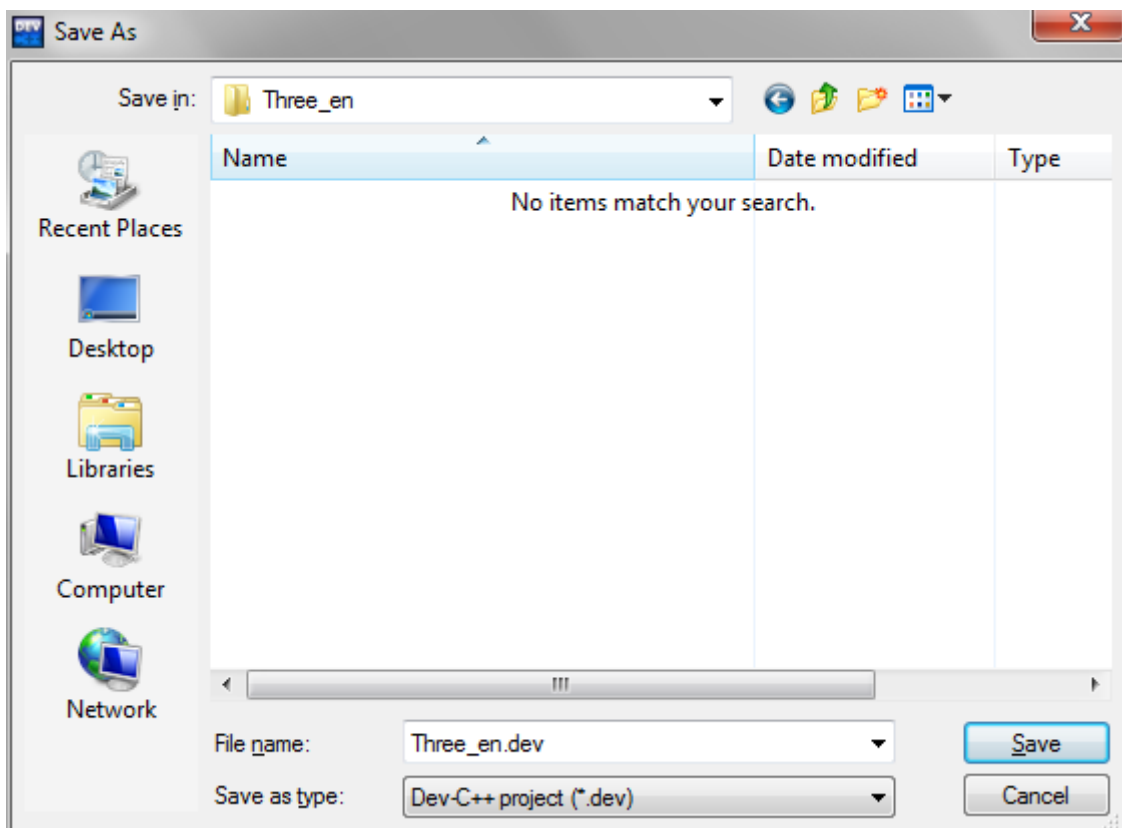 DEV
Save As
Save in:
Three_en
Name
Date modified
Type
No items match your search.
Recent Places
Desktop
Libraries
Computer
Network
File name:
Three_en.dev
Save
Save as type:
Dev-C++ project (*.dev)
Cancel